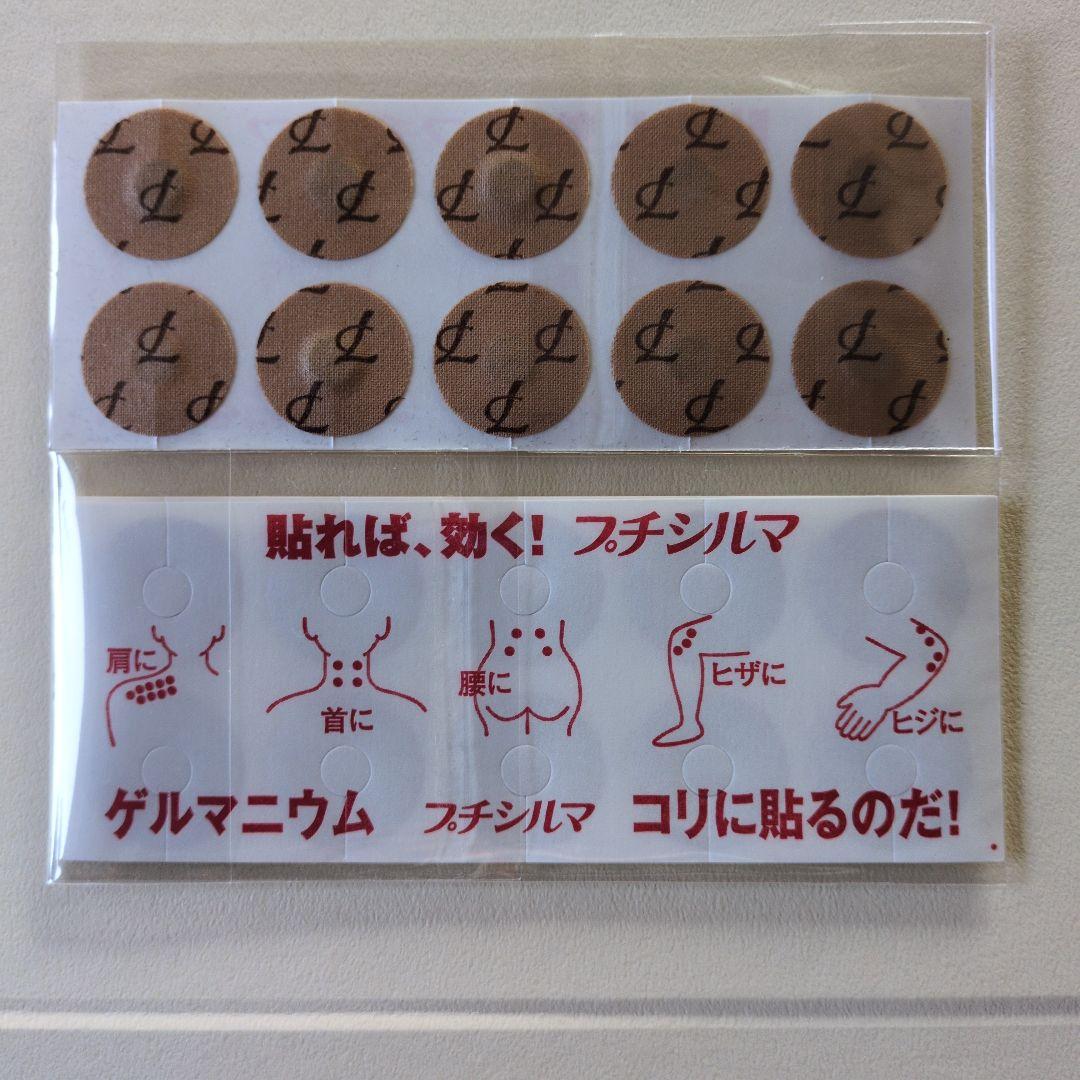 貼れば、効く! プチシルマ
肩に
首に
腰に
ヒザに
ヒジに
ゲルマニウム プチシルマ コリに貼るのだ!